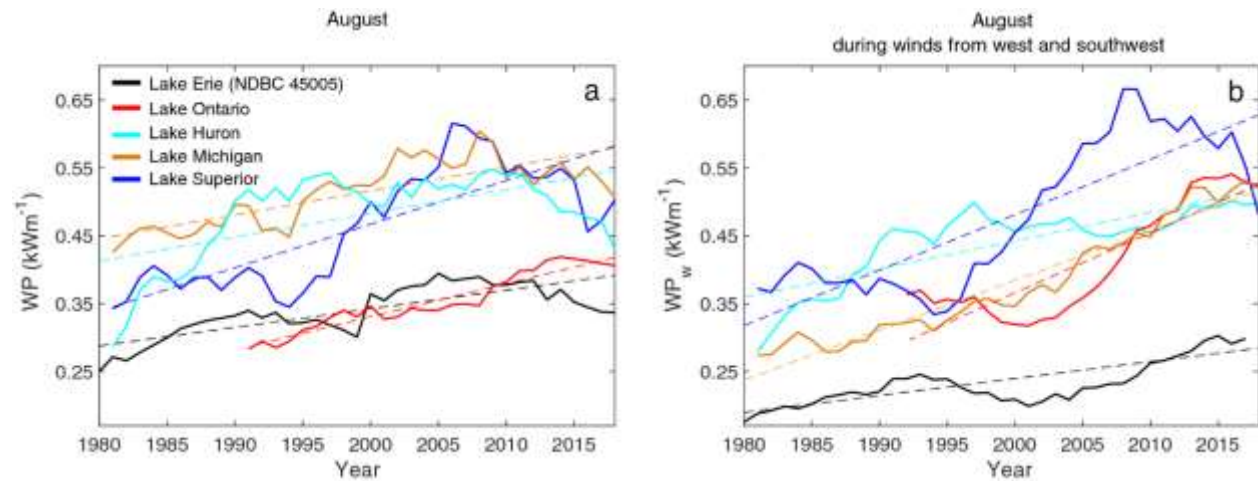 August
a
Lake Erie (NDBC 45005)
Lake Ontario
Lake Huron
Lake Michigan
Lake Superior
0.65
0.55
0.45
0.35
0.25
WP (kWm-1)
1980 1985 1990 1995 2000 2005 2010 2015
Year
August
during winds from west and southwest
b
0.65
0.55
0.45
0.35
0.25
WPw (kWm-1)
1980 1985 1990 1995 2000 2005 2010 2015
Year